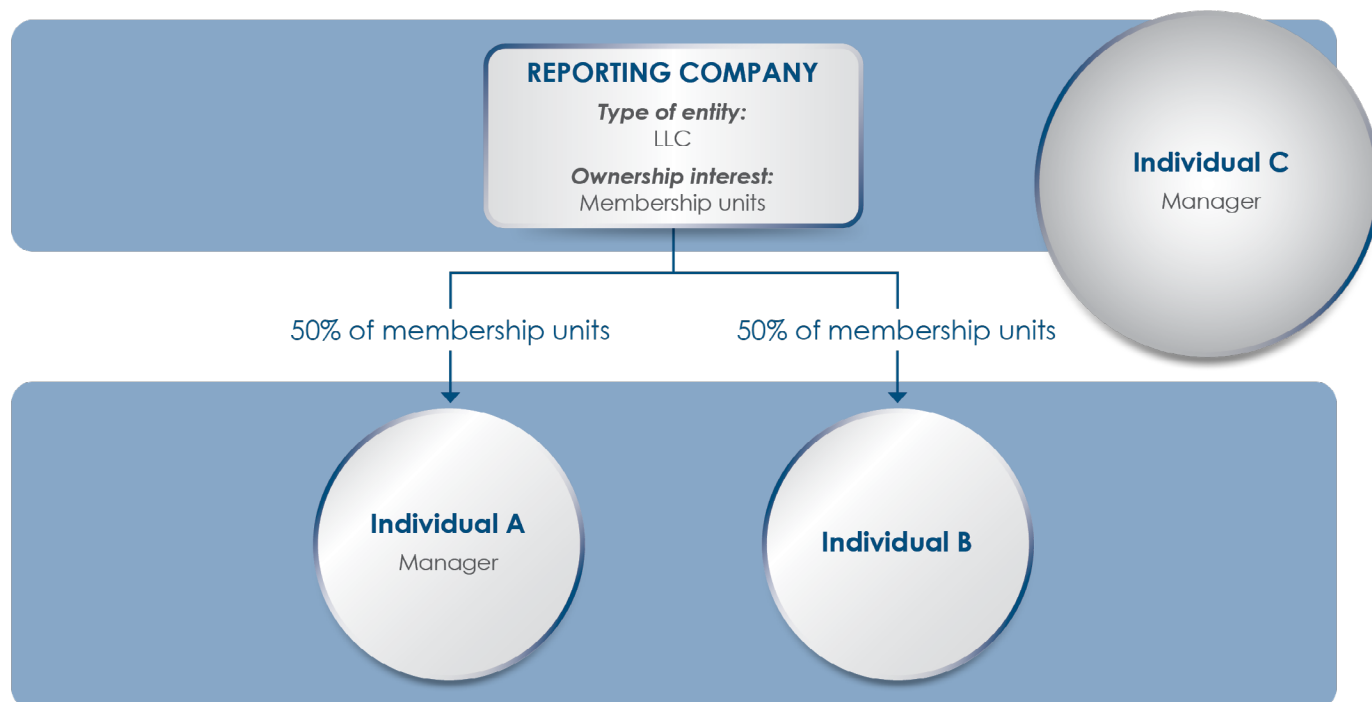 REPORTING COMPANY
Type of entity:
LLC
Ownership interest:
Membership units
Individual C
Manager
50% of membership units
50% of membership units
Individual A
Manager
Individual B